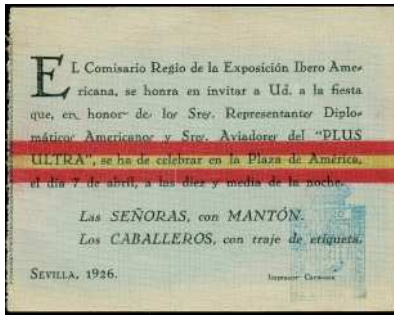 EL Comisario Regio de la Exposición Ibero Ame-
ricana, se honra en invitar a Ud. a la fiesta
que, en honor de los Sres. Representantes Diplo-
máticos Americanos y Sres. Aviadores del "PLUS
ULTRA", se ha de celebrar en la Plaza de América,
el día 7 de abril, a las diez y media de la noche.
Las SEÑORAS, con MANTÓN.
Los CABALLEROS, con traje de etiqueta.
SEVILLA, 1926.